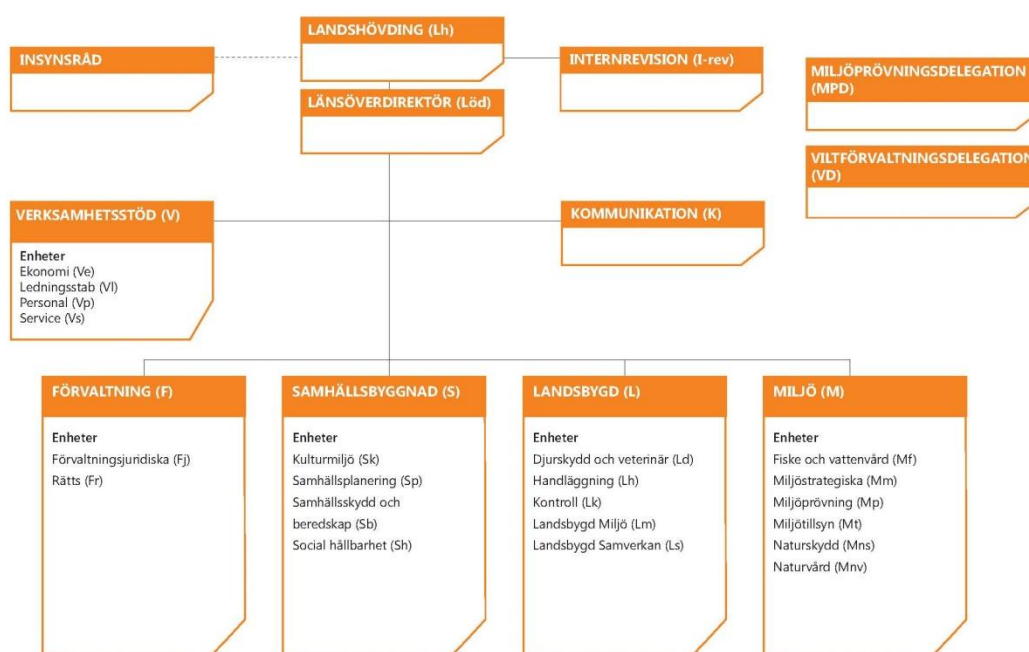 LANDSHÖVDING (Lh)
INSYNSRÅD
INTERNREVISION (I-rev)
MILJÖPRÖVNINGSDELEGATION
(MPD)
LÄNSÖVERDIREKTÖR (Löd)
VILTFÖRVALTNINGSDELEGATION
(VD)
VERKSAMHETSSTÖD (V)
Enheter
Ekonomi (Ve)
Ledningsstab (Vl)
Personal (Vp)
Service (Vs)
KOMMUNIKATION (K)
FÖRVALTNING (F)
Enheter
Förvaltningsjuridiska (Fj)
Rätts (Fr)
SAMHÄLLSBYGGNAD (S)
Enheter
Kulturmiljö (Sk)
Samhällsplanering (Sp)
Samhällsskydd och
beredskap (Sb)
Social hållbarhet (Sh)
LANDSBYGD (L)
Enheter
Djurskydd och veterinär (Ld)
Handläggning (Lh)
Kontroll (Lk)
Landsbygd Miljö (Lm)
Landsbygd Samverkan (Ls)
MILJÖ (M)
Enheter
Fiske och vattenvård (Mf)
Miljöstrategiska (Mm)
Miljöprövning (Mp)
Miljötillsyn (Mt)
Naturskydd (Mns)
Naturvård (Mnv)